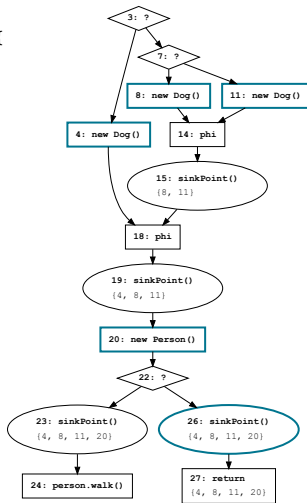 3: ?
7: ?
8: new Dog()
11: new Dog()
4: new Dog()
14: phi
15: sinkPoint()
{8, 11}
18: phi
19: sinkPoint()
{4, 8, 11}
20: new Person()
22: ?
23: sinkPoint()
{4, 8, 11, 20}
26: sinkPoint()
{4, 8, 11, 20}
24: person.walk()
27: return
{4, 8, 11, 20}